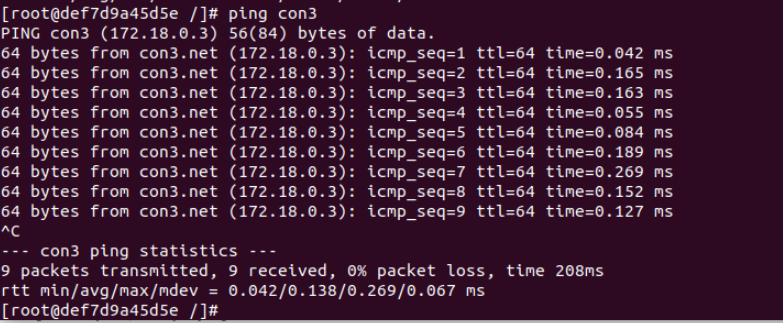 [root@def7d9a45d5e /]# ping con3
PING con3 (172.18.0.3) 56(84) bytes of data.
64 bytes from con3.net (172.18.0.3): icmp_seq=1 ttl=64 time=0.042 ms
64 bytes from con3.net (172.18.0.3): icmp_seq=2 ttl=64 time=0.165 ms
64 bytes from con3.net (172.18.0.3): icmp_seq=3 ttl=64 time=0.163 ms
64 bytes from con3.net (172.18.0.3): icmp_seq=4 ttl=64 time=0.055 ms
64 bytes from con3.net (172.18.0.3): icmp_seq=5 ttl=64 time=0.084 ms
64 bytes from con3.net (172.18.0.3): icmp_seq=6 ttl=64 time=0.189 ms
64 bytes from con3.net (172.18.0.3): icmp_seq=7 ttl=64 time=0.269 ms
64 bytes from con3.net (172.18.0.3): icmp_seq=8 ttl=64 time=0.152 ms
64 bytes from con3.net (172.18.0.3): icmp_seq=9 ttl=64 time=0.127 ms
^C
--- con3 ping statistics ---
9 packets transmitted, 9 received, 0% packet loss, time 208ms
rtt min/avg/max/mdev = 0.042/0.138/0.269/0.067 ms
[root@def7d9a45d5e /]#